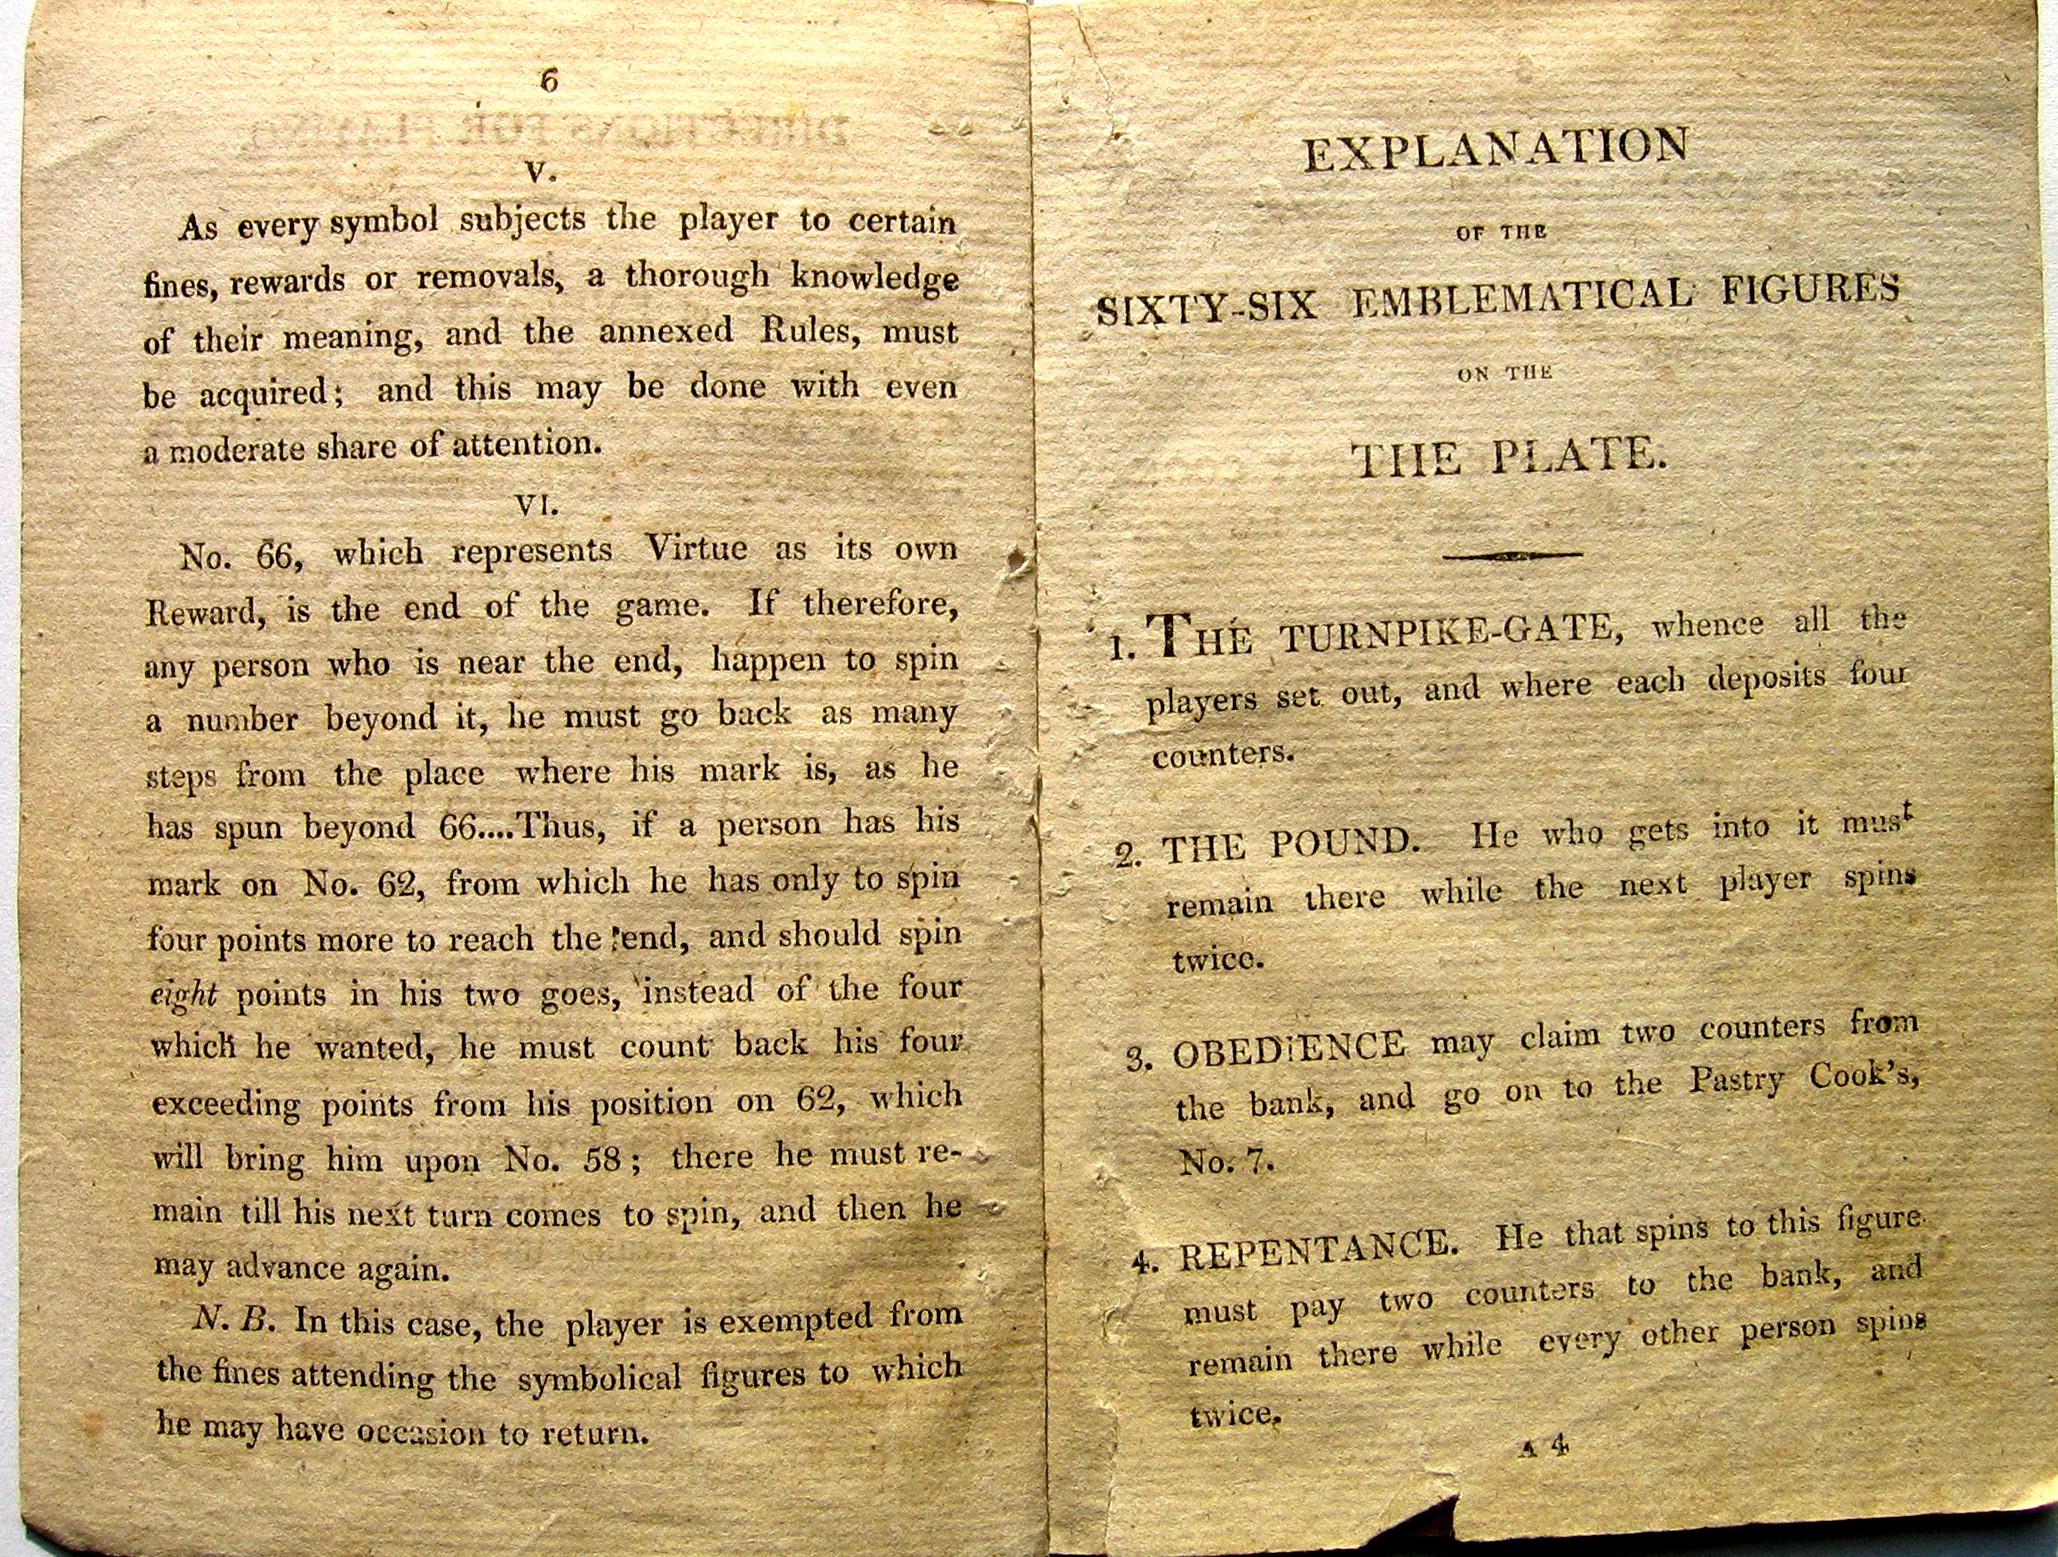 6
V.
As every symbol subjects the player to certain
fines, rewards or removals, a thorough knowledge
of their meaning, and the annexed Rules, must
be acquired; and this may be done with even
a moderate share of attention.
VI.
No. 66, which represents Virtue as its own
Reward, is the end of the game. If therefore,
any person who is near the end, happen to spin
a number beyond it, he must go back as many
steps from the place where his mark is, as he
has spun beyond 66....Thus, if a person has his
mark on No. 62, from which he has only to spin
four points more to reach the end, and should spin
eight points in his two goes, instead of the four
which he wanted, he must count back his four
exceeding points from his position on 62, which
will bring him upon No. 58; there he must re-
main till his next turn comes to spin, and then he
may advance again.
N. B. In this case, the player is exempted from
the fines attending the symbolical figures to which
he may have occasion to return.
EXPLANATION
OF THE
SIXTY-SIX EMBLEMATICAL FIGURES
ON THE
THE PLATE.
1. THE TURNPIKE-GATE, whence all the
players set out, and where each deposits four
counters.
2. THE POUND. He who gets into it must
remain there while the next player spins
twice.
3. OBEDIENCE may claim two counters from
the bank, and go on to the Pastry Cook's,
No. 7.
4. REPENTANCE. He that spins to this figure
must pay two counters to the bank, and
remain there while every other person spins
twice.
A 4